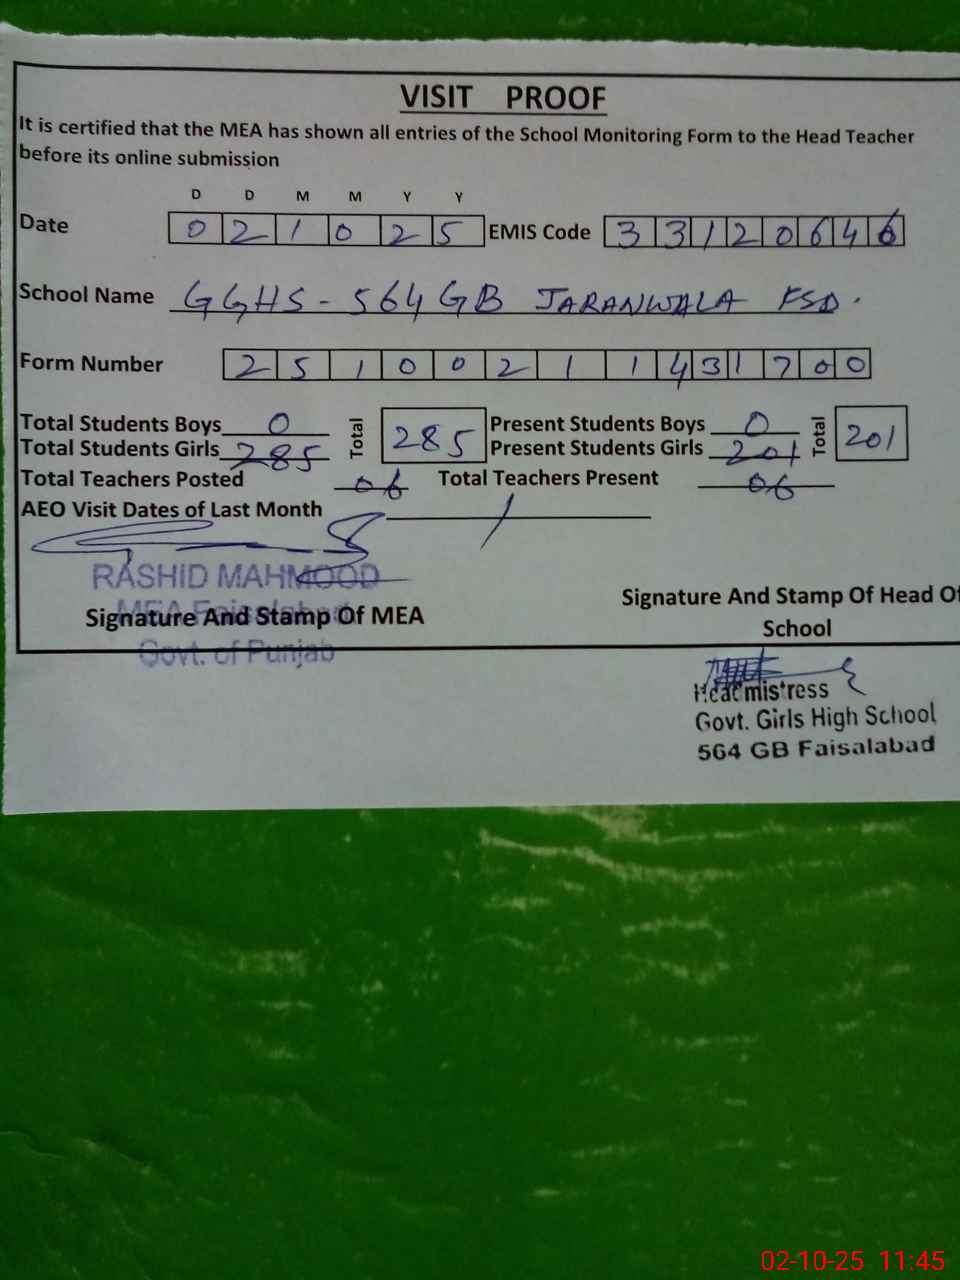 VISIT PROOF
It is certified that the MEA has shown all entries of the School Monitoring Form to the Head Teacher
before its online submission
D D M M Y Y
Date 0 2 1 0 2 5 EMIS Code 3 3 1 2 0 6 4 6
School Name GGHS - 564 GB JARANWALA FSD.
Form Number 2 5 1 0 0 2 1 1 4 3 1 7 0 0
Total Students Boys 0 Total 285 Present Students Boys 0 Total 201
Total Students Girls 285 Present Students Girls 201
Total Teachers Posted 06 Total Teachers Present 06
AEO Visit Dates of Last Month /
RASHID MAHMOOD
MEA Faisalabad
Signature And Stamp Of MEA
Govt. of Punjab
Signature And Stamp Of Head Of
School
Headmistress
Govt. Girls High School
564 GB Faisalabad
02-10-25 11:45